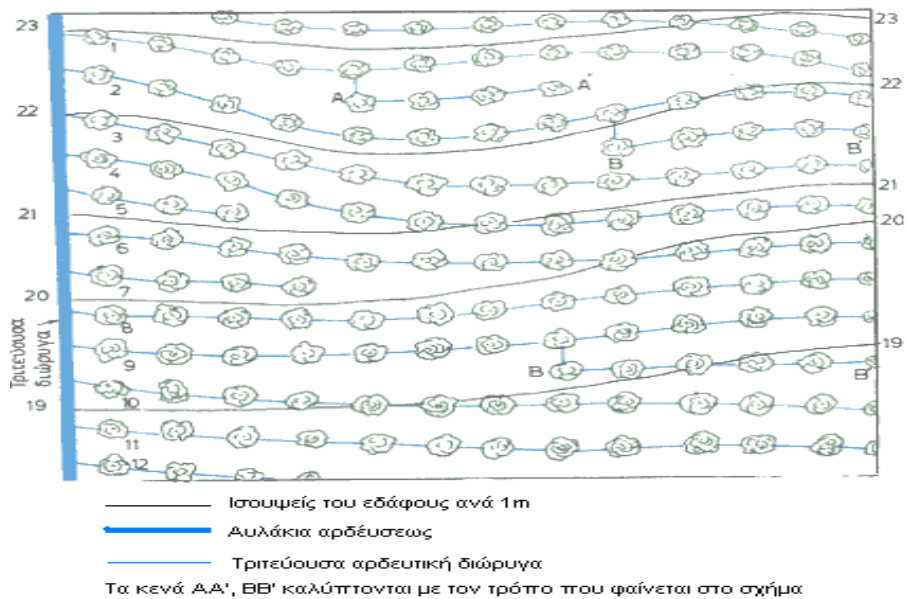 23
23
1
2
22
22
Α
Α΄
3
Β
Β΄
4
21
5
21
20
6
7
20
8
Τριτεύουσα
διώρυγα
9
19
Β
Β΄
10
19
11
12
Ισουψείς του εδάφους ανά 1m
Αυλάκια αρδέυσεως
Τριτεύουσα αρδευτική διώρυγα
Τα κενά ΑΑ', ΒΒ' καλύπτονται με τον τρόπο που φαίνεται στο σχήμα